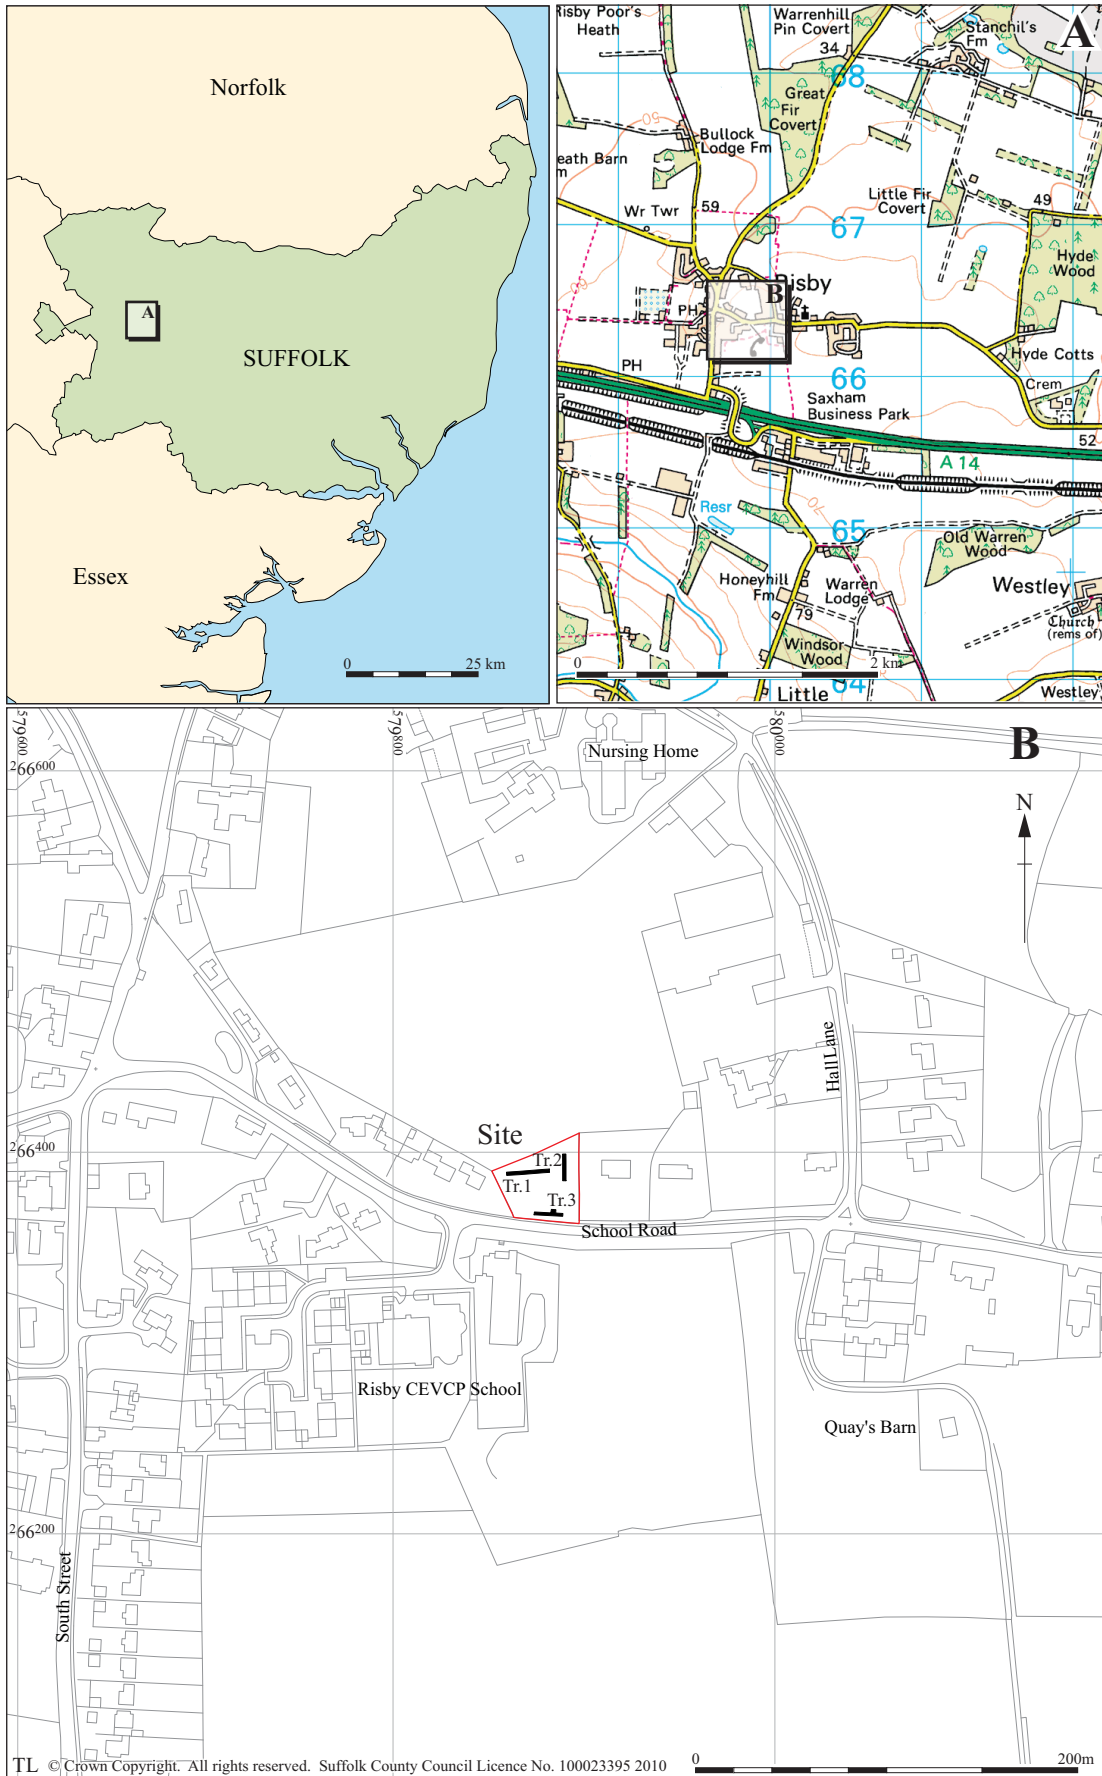 Norfolk
A
SUFFOLK
Essex
0
25 km
Risby Poor's
Heath
Warrenhill
Pin Covert
34
Stanchil's
Fm
A
68
Great
Fir
Covert
50
Bullock
Lodge Fm
eath Barn
m
Little Fir
Covert
49
Wr Twr
59
67
Hyde
Wood
60
B
Risby
PH
Hyde Cotts
PH
66
Crem
Saxham
Business Park
52
A 14
70
Resr
65
Old Warren
Wood
Honeyhill
Fm
Warren
Lodge
Westley
79
Church
(rems of)
Windsor
Wood
0
2 km
64
Little
Westley
579600
579800
580000
B
Nursing Home
266600
N
Hall Lane
Site
266400
Tr.2
Tr.1
Tr.3
School Road
Risby CEVCP School
Quay's Barn
266200
South Street
TL © Crown Copyright. All rights reserved. Suffolk County Council Licence No. 100023395 2010
0
200m